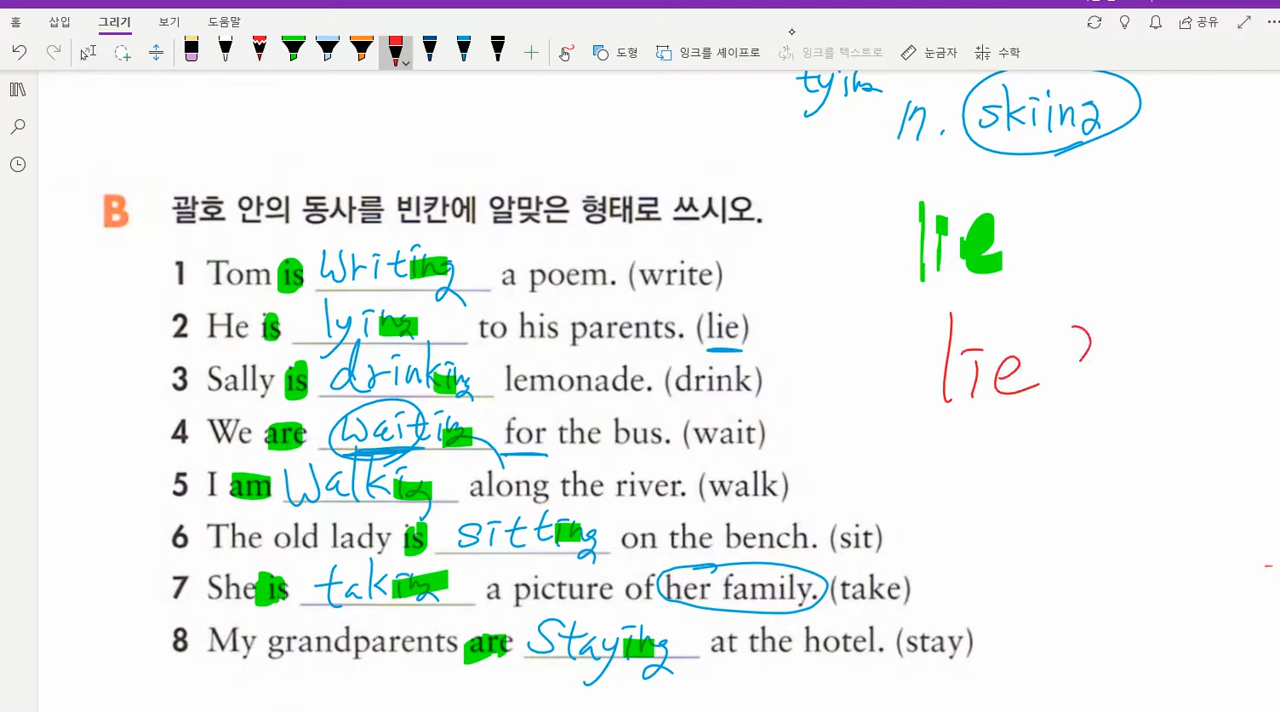 홈 삽입 그리기 보기 도움말 공유
도형 잉크를 셰이프로 잉크를 텍스트로 눈금자 수학
tying
n. skiing
B 괄호 안의 동사를 빈칸에 알맞은 형태로 쓰시오.
lie
1 Tom is writing a poem. (write)
2 He is lying to his parents. (lie)
lie
3 Sally is drinking lemonade. (drink)
4 We are waiting for the bus. (wait)
5 I am walking along the river. (walk)
6 The old lady is sitting on the bench. (sit)
7 She is taking a picture of her family. (take)
8 My grandparents are staying at the hotel. (stay)